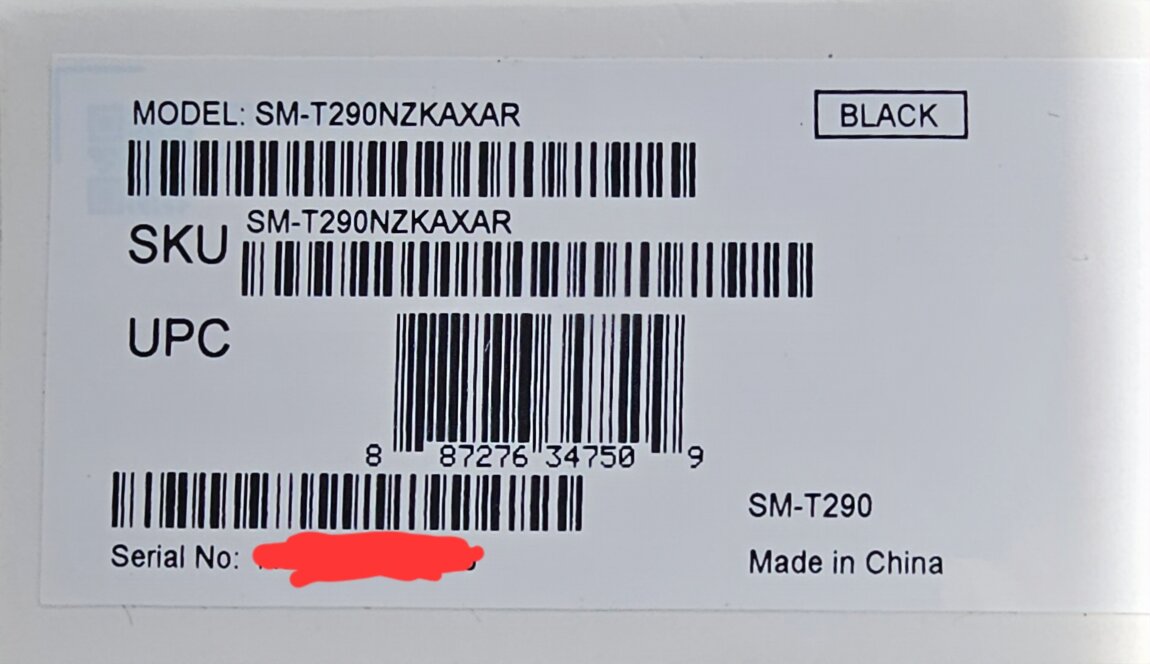 MODEL: SM-T290NZKAXAR
BLACK
SM-T290NZKAXAR
SKU
UPC
8 87276 34750 9
SM-T290
Serial No:
Made in China